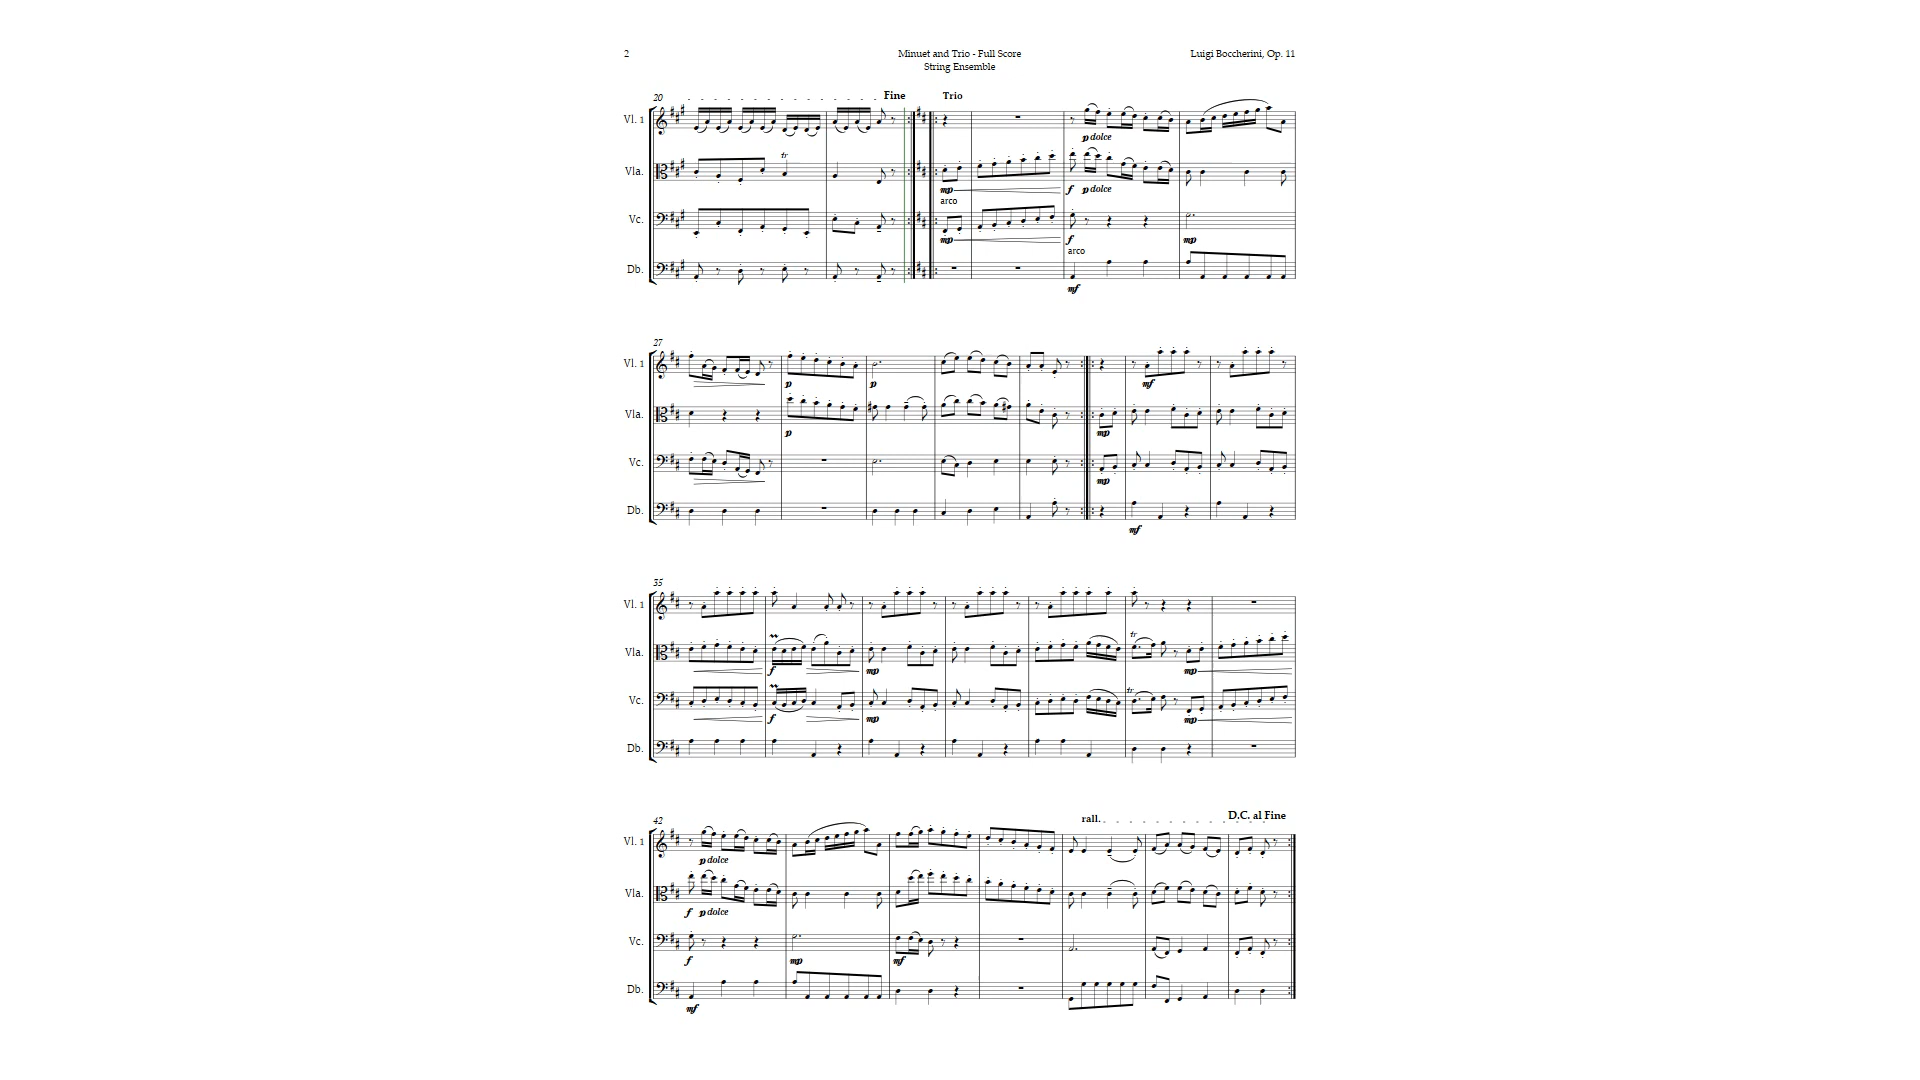 2 Minuet and Trio - Full Score Luigi Boccherini, Op. 11
String Ensemble
20 Fine Trio
Vl. 1
p dolce
tr
Vla.
mp f p dolce
arco
Vc.
mp f mp
arco
Db.
mf
27
Vl. 1
p p mf
Vla.
p mp
Vc.
mp
Db.
mf
35
Vl. 1
tr
Vla.
f mp mp
tr
Vc.
f mp mp
Db.
rall. D.C. al Fine
42
Vl. 1
p dolce
Vla.
f p dolce
Vc.
f mp mf
Db.
mf